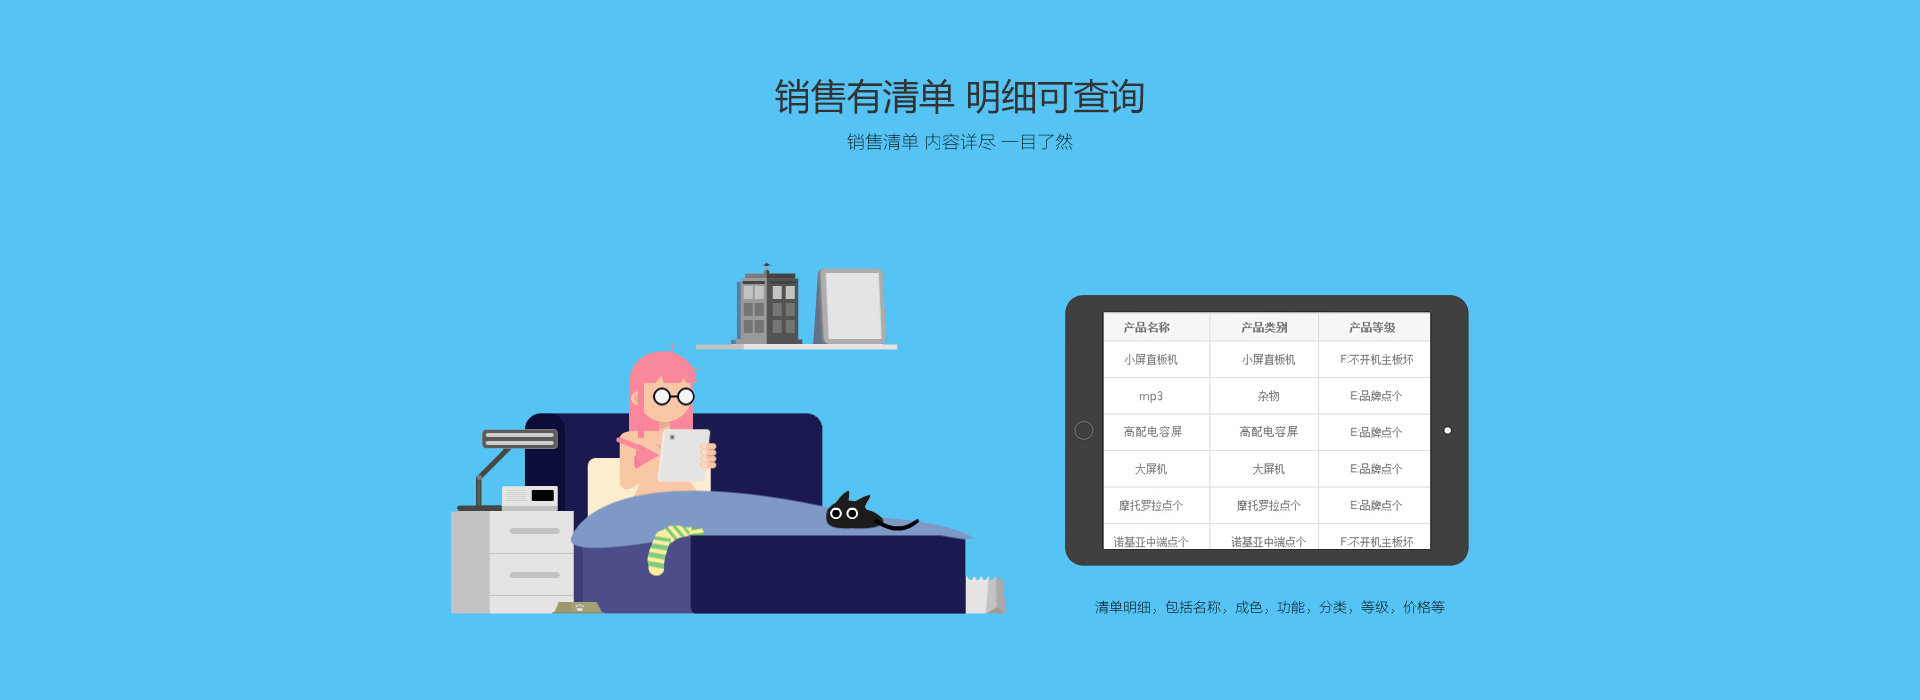 销售有清单 明细可查询
销售清单 内容详尽 一目了然
产品名称 产品类别 产品等级
小屏直板机 小屏直板机 F:不开机主板坏
mp3 杂物 E:品牌点个
高配电容屏 高配电容屏 E:品牌点个
大屏机 大屏机 E:品牌点个
摩托罗拉点个 摩托罗拉点个 E:品牌点个
诺基亚中端点个 诺基亚中端点个 F:不开机主板坏
清单明细，包括名称，成色，功能，分类，等级，价格等